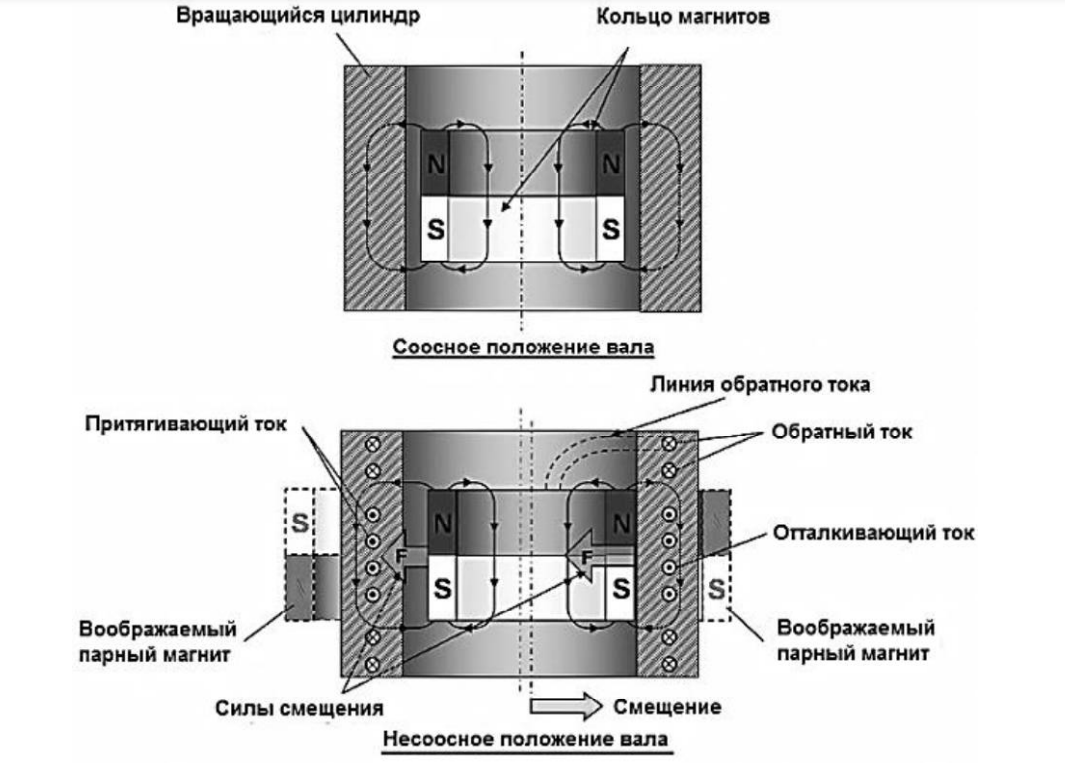 Вращающийся цилиндр
Кольцо магнитов
N
N
S
S
Соосное положение вала
Линия обратного тока
Притягивающий ток
Обратный ток
S
N
N
F
F
Отталкивающий ток
S
S
S
Воображаемый
парный магнит
Воображаемый
парный магнит
Силы смещения
Смещение
Несоосное положение вала